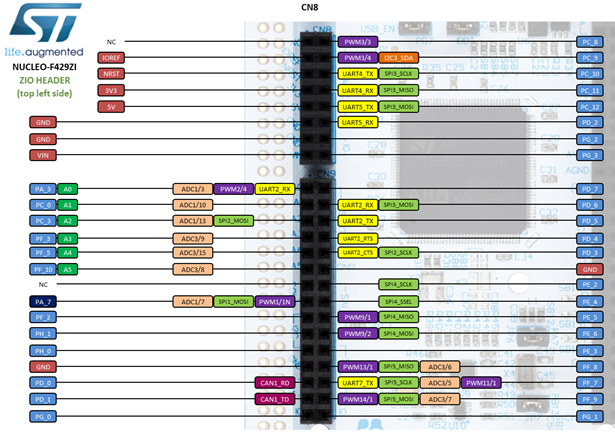 CN8
life.augmented
NUCLEO-F429ZI
ZIO HEADER
(top left side)
CN8
USB_EN
NC PWM3/3 PC_8
IOREF PWM3/4 I2C3_SDA PC_9
NRST UART4_TX SPI3_SCLK PC_10
3V3 UART4_RX SPI3_MISO PC_11
5V UART5_TX SPI3_MOSI PC_12
GND UART5_RX PD_2
GND PG_2
VIN PG_3
CN9
PA_3 A0 ADC1/3 PWM2/4 UART2_RX PD_7
PC_0 A1 ADC1/10 UART2_RX SPI3_MOSI PD_6
PC_3 A2 ADC1/13 SPI2_MOSI UART2_TX PD_5
PF_3 A3 ADC3/9 UART2_RTS PD_4
PF_5 A4 ADC3/15 UART2_CTS SPI2_SCLK PD_3
PF_10 A5 ADC3/8 GND
NC SPI4_SCLK PE_2
PA_7 ADC1/7 SPI1_MOSI PWM1/1N SPI4_SSEL PE_4
PF_2 PWM9/1 SPI4_MISO PE_5
PH_1 PWM9/2 SPI4_MOSI PE_6
PH_0 PE_3
GND PWM13/1 SPI5_MISO ADC3/6 PF_8
PD_0 CAN1_RD UART7_TX SPI5_SCLK ADC3/5 PWM11/1 PF_7
PD_1 CAN1_TD PWM14/1 SPI5_MOSI ADC3/7 PF_9
PG_0 PG_1